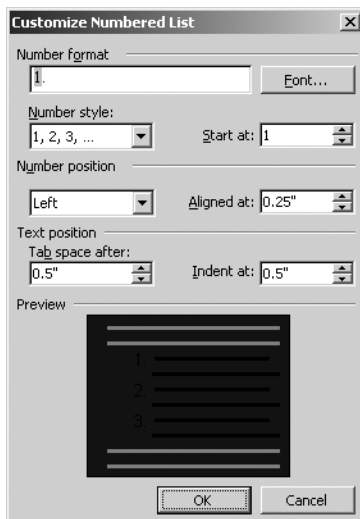 Customize Numbered List
Number format
1.
Font...
Number style:
1, 2, 3, ...
Start at: 1
Number position
Left
Aligned at: 0.25"
Text position
Tab space after:
0.5"
Indent at: 0.5"
Preview
1.
2.
3.
OK Cancel